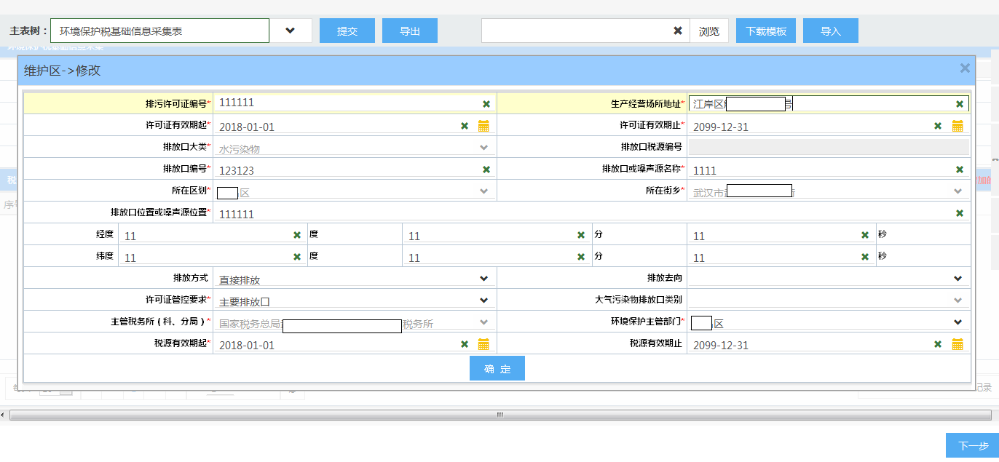 主表树： 环境保护税基础信息采集表 提交 导出 浏览 下载模板 导入
维护区->修改
排污许可证编号* 111111 生产经营场所地址* 江岸区
许可证有效期起* 2018-01-01 许可证有效期止* 2099-12-31
排放口大类* 水污染物 排放口税源编号
排放口编号* 123123 排放口或噪声源名称* 1111
所在区划* 区 所在街乡* 武汉市
排放口位置或噪声源位置* 111111
经度 11 度 11 分 11 秒
纬度 11 度 11 分 11 秒
排放方式 直接排放 排放去向
许可证管控要求* 主要排放口 大气污染物排放口类别
主管税务所（科、分局）* 国家税务总局 税务所 环境保护主管部门* 区
税源有效期起* 2018-01-01 税源有效期止 2099-12-31
确 定
记录
下一步